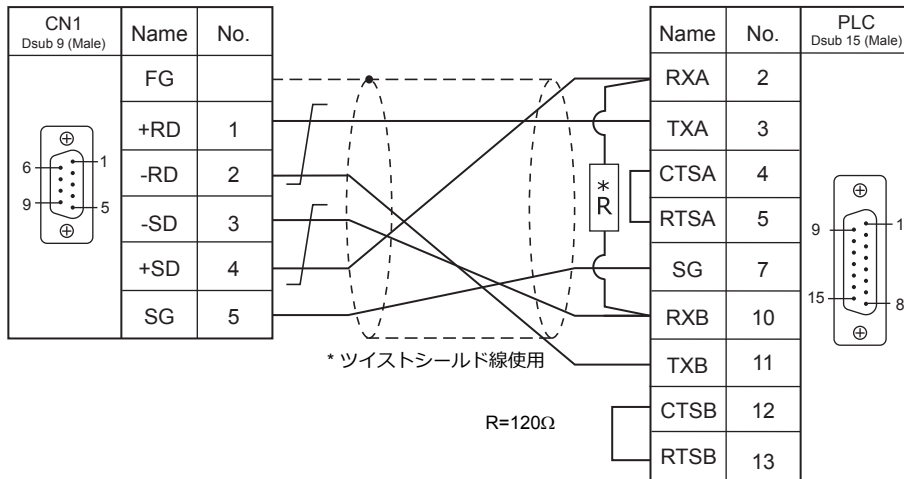 CN1
Dsub 9 (Male)
Name No.
FG
+RD 1
-RD 2
-SD 3
+SD 4
SG 5
6 1
9 5
* ツイストシールド線使用
R=120Ω
*
R
Name No.
PLC
Dsub 15 (Male)
RXA 2
TXA 3
CTSA 4
RTSA 5
SG 7
RXB 10
TXB 11
CTSB 12
RTSB 13
9 1
15 8